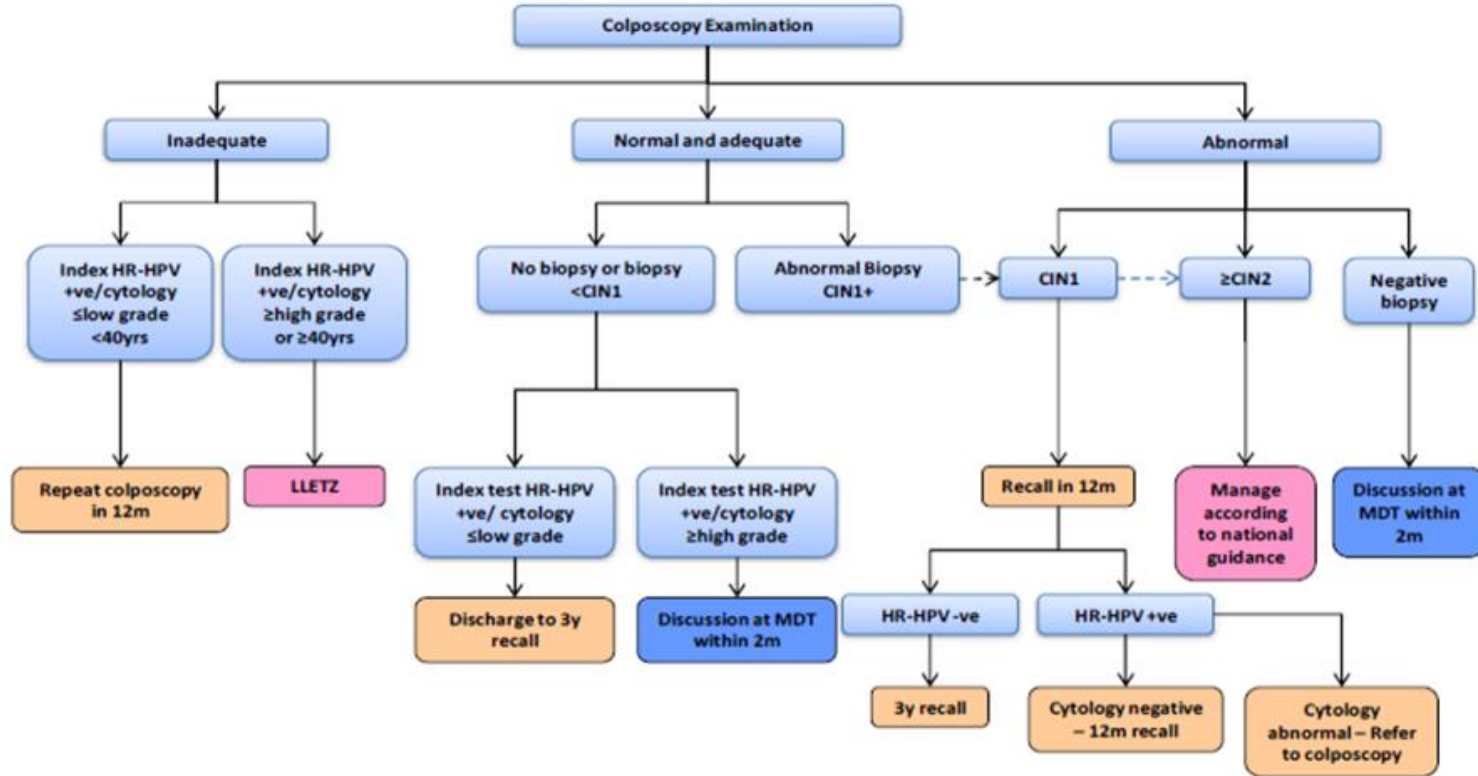 Colposcopy Examination
Inadequate
Normal and adequate
Abnormal
Index HR-HPV
+ve/cytology
≤low grade
<40yrs
Index HR-HPV
+ve/cytology
≥high grade
or ≥40yrs
No biopsy or biopsy
<CIN1
Abnormal Biopsy
CIN1+
CIN1
≥CIN2
Negative
biopsy
Repeat colposcopy
in 12m
LLETZ
Index test HR-HPV
+ve/ cytology
≤low grade
Index test HR-HPV
+ve/cytology
≥high grade
Recall in 12m
Manage
according
to national
guidance
Discussion at
MDT within
2m
Discharge to 3y
recall
Discussion at MDT
within 2m
HR-HPV -ve
HR-HPV +ve
3y recall
Cytology negative
– 12m recall
Cytology
abnormal – Refer
to colposcopy